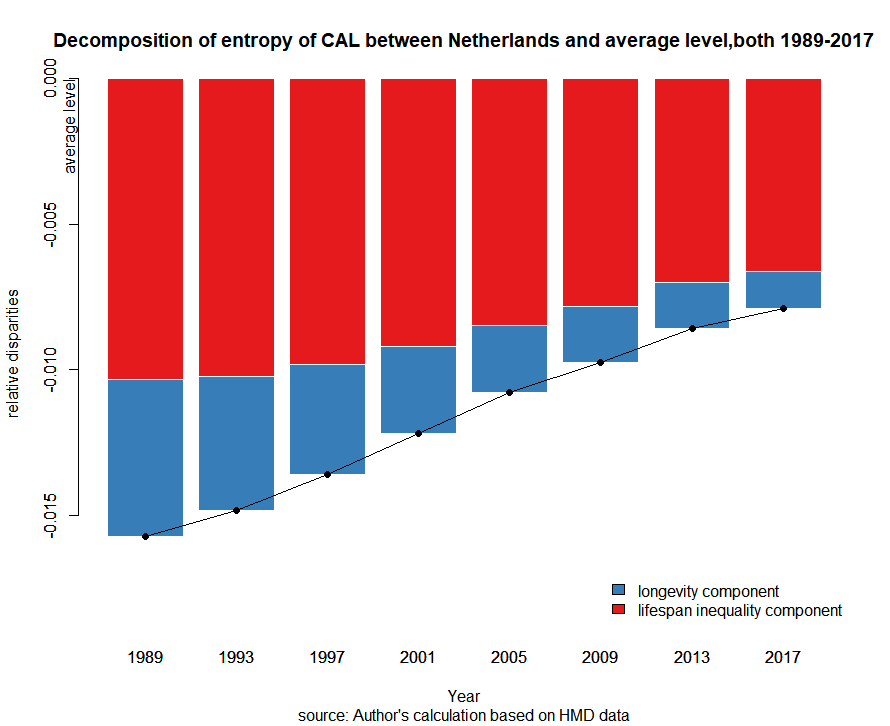 Decomposition of entropy of CAL between Netherlands and average level,both 1989-2017
0.000
average level
-0.005
-0.010
-0.015
relative disparities
longevity component
lifespan inequality component
1989 1993 1997 2001 2005 2009 2013 2017
Year
source: Author's calculation based on HMD data